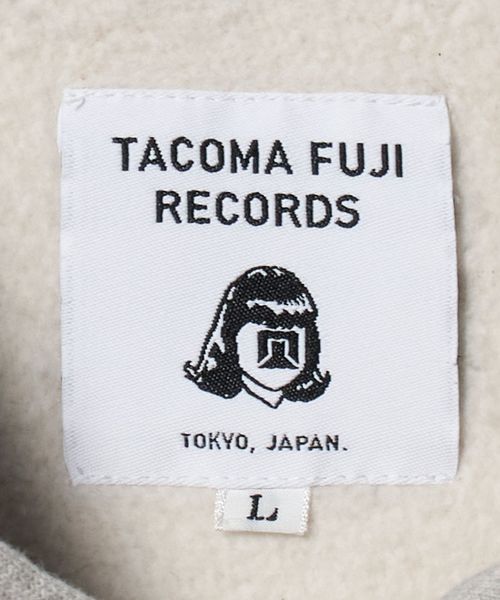 TACOMA FUJI
RECORDS
TOKYO, JAPAN.
L